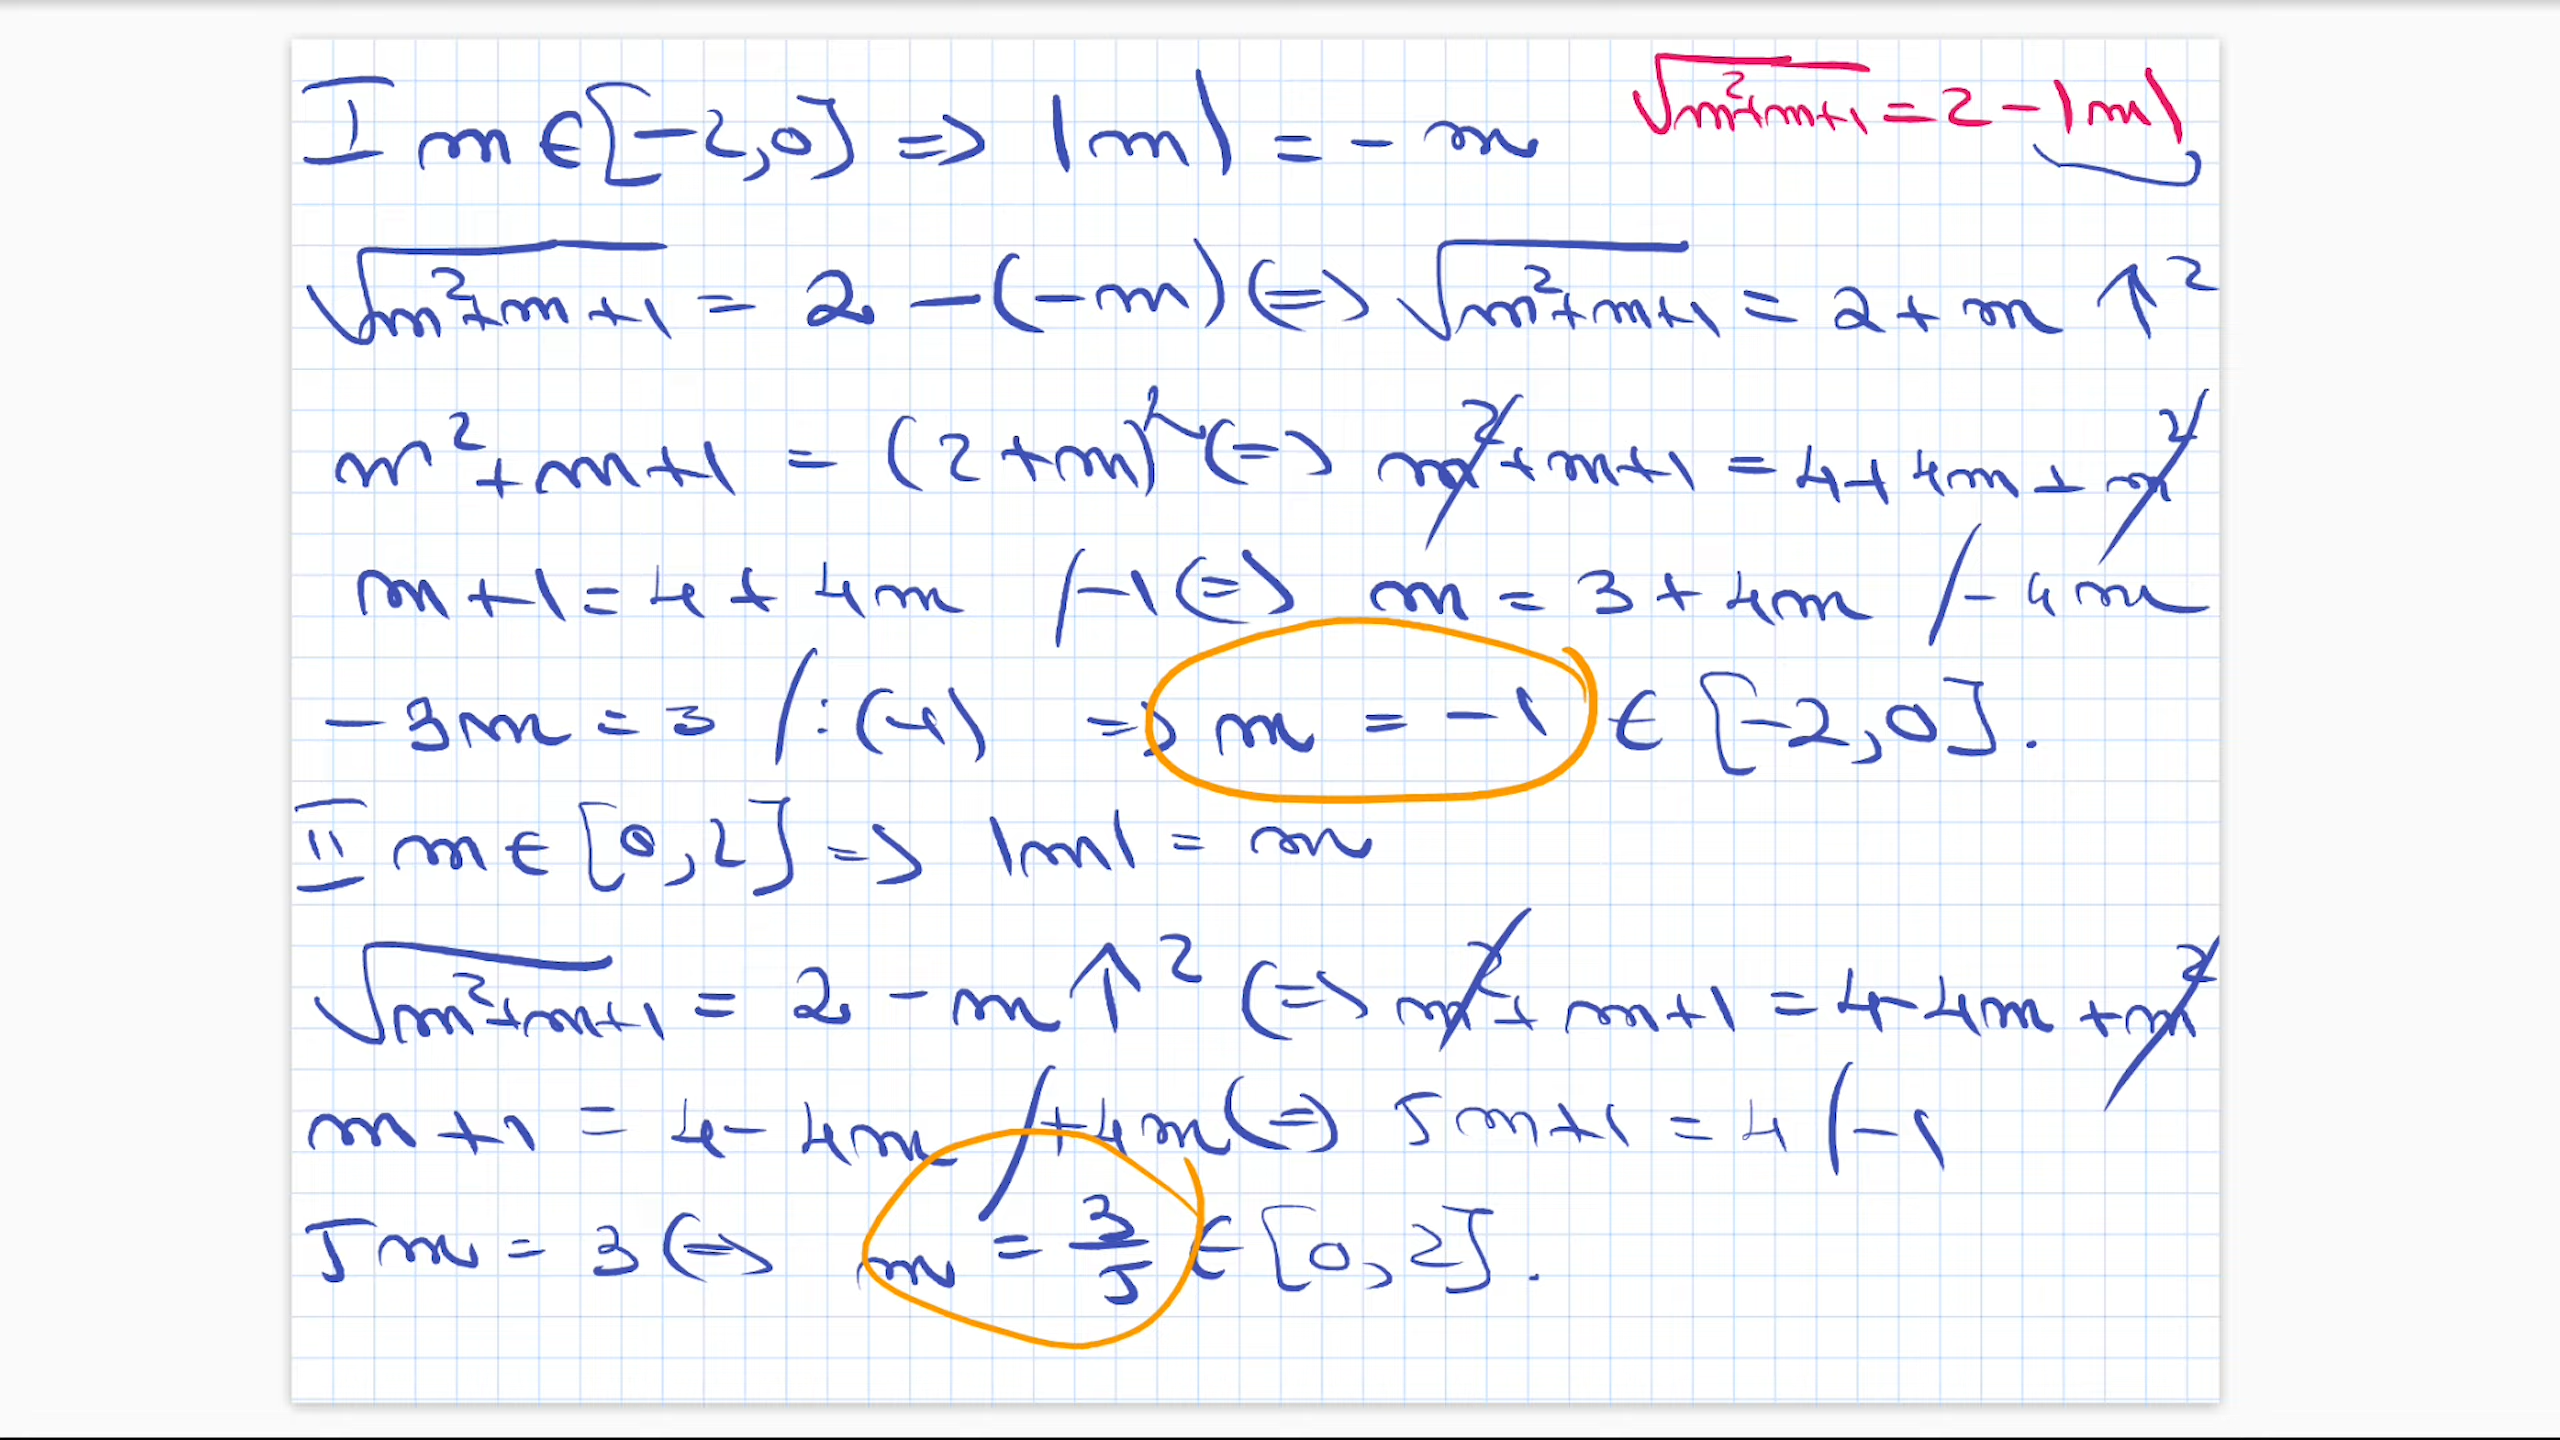 I m ∈ [-2,0] => |m| = - m
√(m²+m+1) = 2 - |m|
√(m²+m+1) = 2 - (-m) <=> √(m²+m+1) = 2 + m ↑²
m²+m+1 = (2+m)² <=> m²+m+1 = 4+4m+m²
m+1 = 4+4m /-1 <=> m = 3+4m /-4m
-3m = 3 /:(-4) => m = -1 ∈ [-2,0].
II m ∈ [0,2] => |m| = m
√(m²+m+1) = 2 - m ↑² <=> m²+m+1 = 4-4m+m²
m+1 = 4-4m /+4m <=> 5m+1 = 4 /-1
5m = 3 <=> m = 3/5 ∈ [0,2].